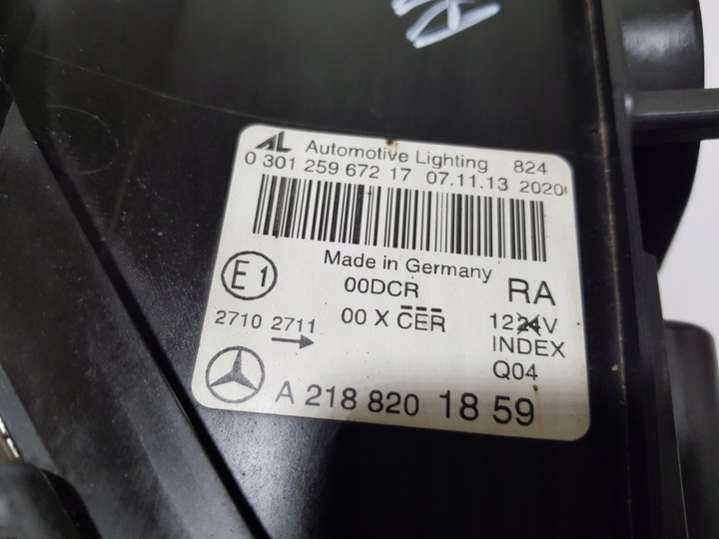 AL Automotive Lighting 824
0 301 259 672 17 07.11.13 2020
Made in Germany
E1 00DCR RA
2710 2711 → 00 X CER 1224V
INDEX
Q04
A 218 820 18 59